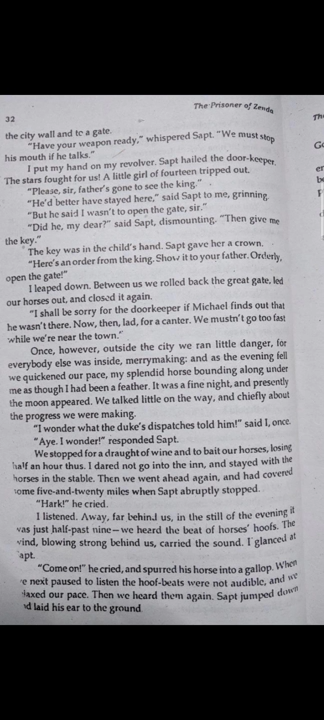 32
The Prisoner of Zenda
the city wall and to a gate.
"Have your weapon ready," whispered Sapt. "We must stop
his mouth if he talks."
I put my hand on my revolver. Sapt hailed the door-keeper.
The stars fought for us! A little girl of fourteen tripped out.
"Please, sir, father's gone to see the king."
"He'd better have stayed here," said Sapt to me, grinning.
"But he said I wasn't to open the gate, sir."
"Did he, my dear?" said Sapt, dismounting. "Then give me
the key."
The key was in the child's hand. Sapt gave her a crown.
"Here's an order from the king. Show it to your father. Orderly,
open the gate!"
I leaped down. Between us we rolled back the great gate, led
our horses out, and closed it again.
"I shall be sorry for the doorkeeper if Michael finds out that
he wasn't there. Now, then, lad, for a canter. We mustn't go too fast
while we're near the town."
Once, however, outside the city we ran little danger, for
everybody else was inside, merrymaking: and as the evening fell
we quickened our pace, my splendid horse bounding along under
me as though I had been a feather. It was a fine night, and presently
the moon appeared. We talked little on the way, and chiefly about
the progress we were making.
"I wonder what the duke's dispatches told him!" said I, once.
"Aye. I wonder!" responded Sapt.
We stopped for a draught of wine and to bait our horses, losing
half an hour thus. I dared not go into the inn, and stayed with the
horses in the stable. Then we went ahead again, and had covered
some five-and-twenty miles when Sapt abruptly stopped.
"Hark!" he cried.
I listened. Away, far behind us, in the still of the evening it
was just half-past nine—we heard the beat of horses' hoofs. The
wind, blowing strong behind us, carried the sound. I glanced at
apt.
"Come on!" he cried, and spurred his horse into a gallop. When
e next paused to listen the hoof-beats were not audible, and we
laxed our pace. Then we heard them again. Sapt jumped down
d laid his ear to the ground